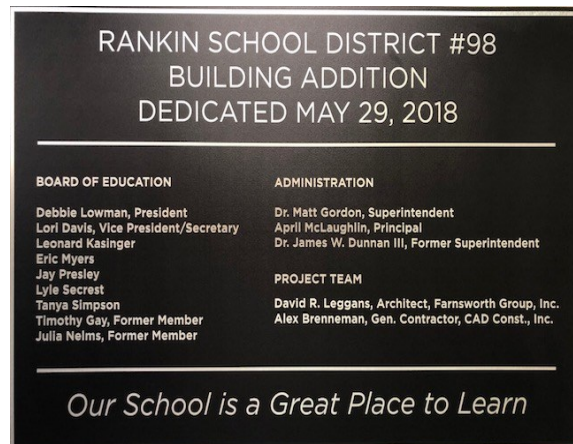 RANKIN SCHOOL DISTRICT #98
BUILDING ADDITION
DEDICATED MAY 29, 2018
BOARD OF EDUCATION
Debbie Lowman, President
Lori Davis, Vice President/Secretary
Leonard Kasinger
Eric Myers
Jay Presley
Lyle Secrest
Tanya Simpson
Timothy Gay, Former Member
Julia Nelms, Former Member
ADMINISTRATION
Dr. Matt Gordon, Superintendent
April McLaughlin, Principal
Dr. James W. Dunnan III, Former Superintendent
PROJECT TEAM
David R. Leggans, Architect, Farnsworth Group, Inc.
Alex Brenneman, Gen. Contractor, CAD Const., Inc.
Our School is a Great Place to Learn